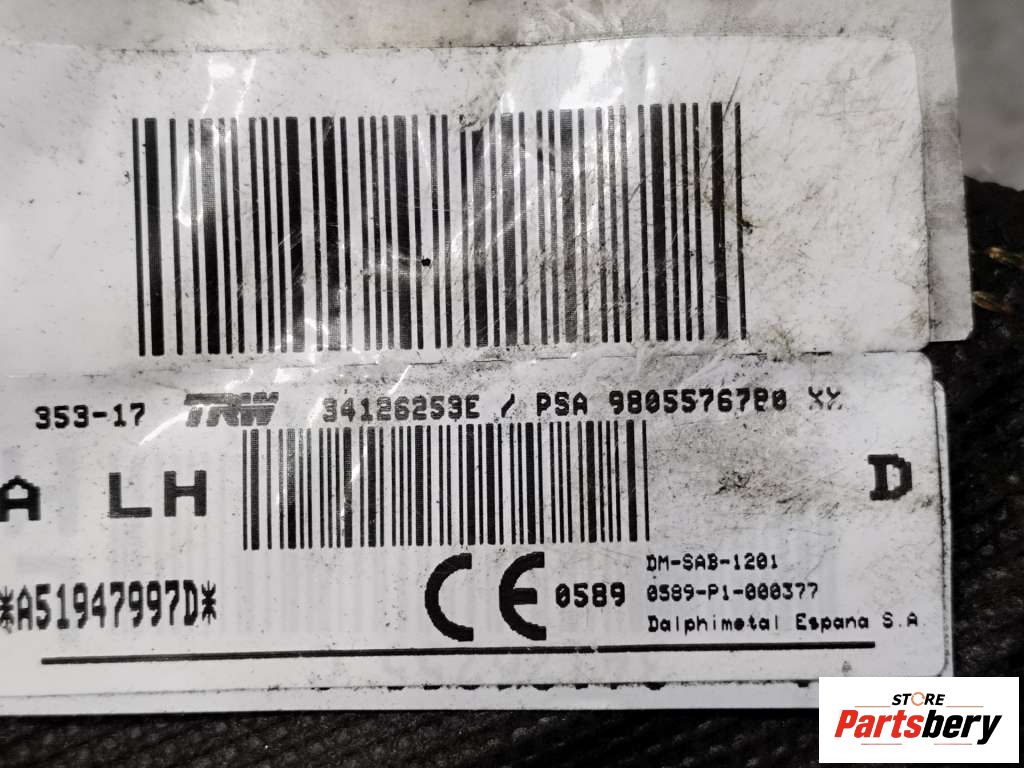 353-17 TRW 34126253E / PSA 9805576780 XX
A LH D
*A51947997D*
CE 0589
DM-SAB-1201
0589-P1-000377
Dalphimetal Espana S.A
STORE
Partsbery